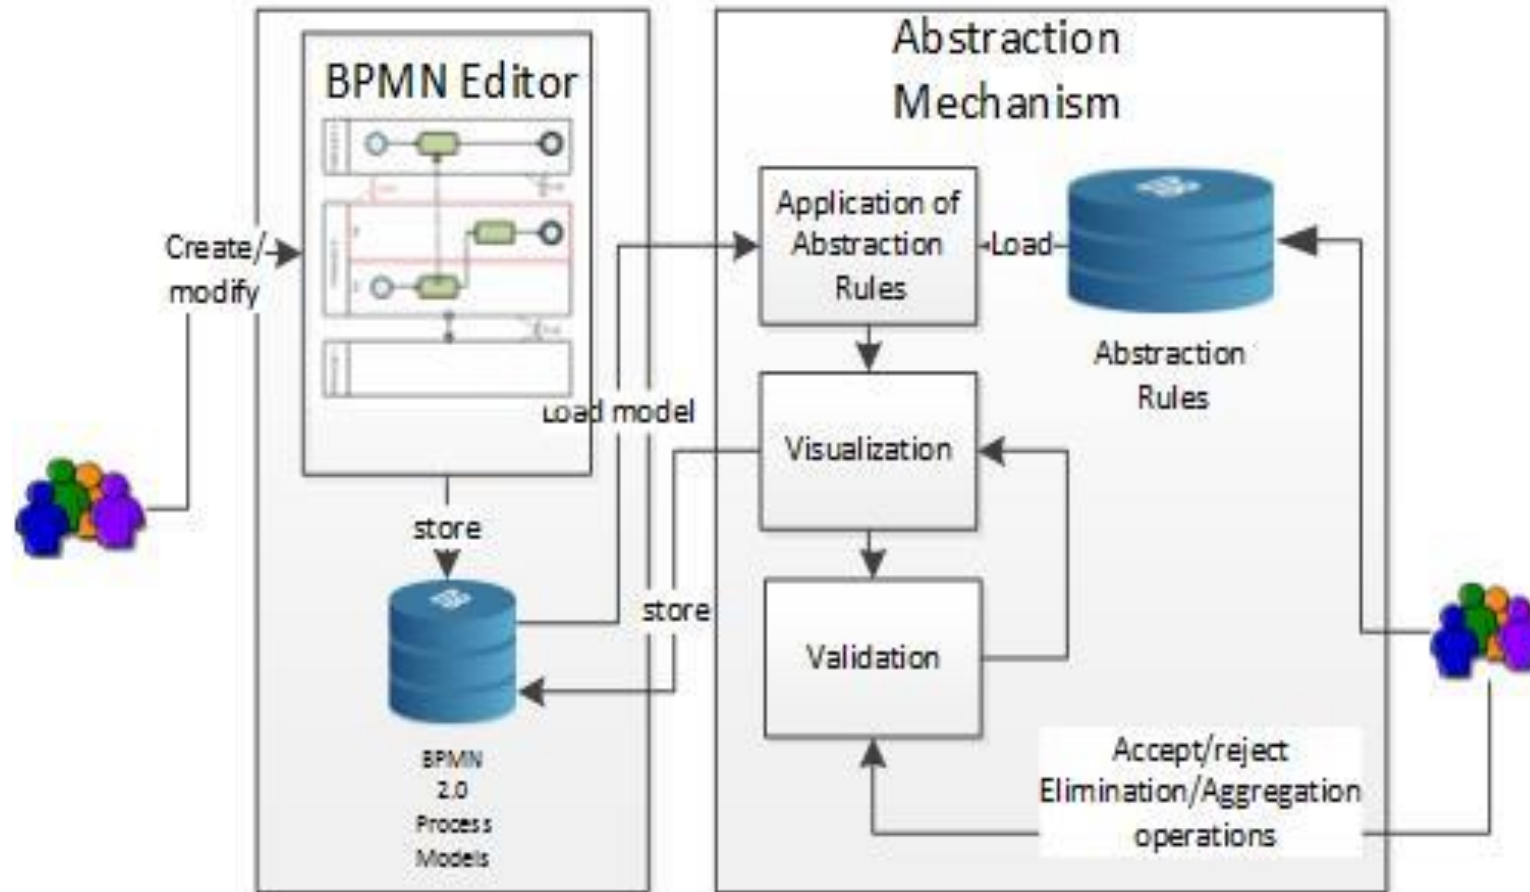 BPMN Editor
Create/
modify
store
BPMN
2.0
Process
Models
Load model
store
Abstraction
Mechanism
Application of
Abstraction
Rules
Load
Abstraction
Rules
Visualization
Validation
Accept/reject
Elimination/Aggregation
operations